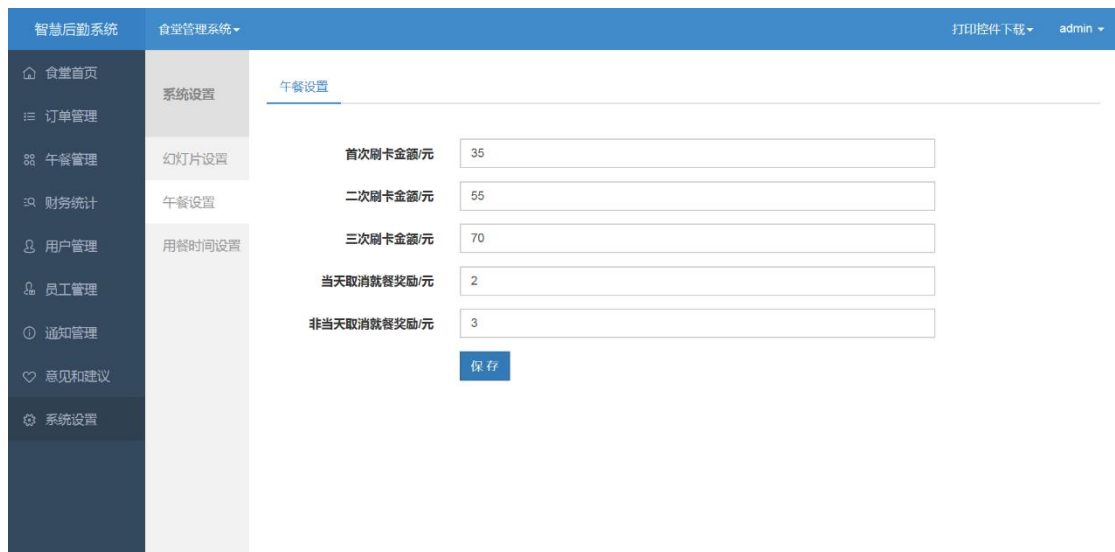 智慧后勤系统 食堂管理系统 打印控件下载 admin
食堂首页
订单管理
午餐管理
财务统计
用户管理
员工管理
通知管理
意见和建议
系统设置
系统设置
幻灯片设置
午餐设置
用餐时间设置
午餐设置
首次刷卡金额/元 35
二次刷卡金额/元 55
三次刷卡金额/元 70
当天取消就餐奖励/元 2
非当天取消就餐奖励/元 3
保存